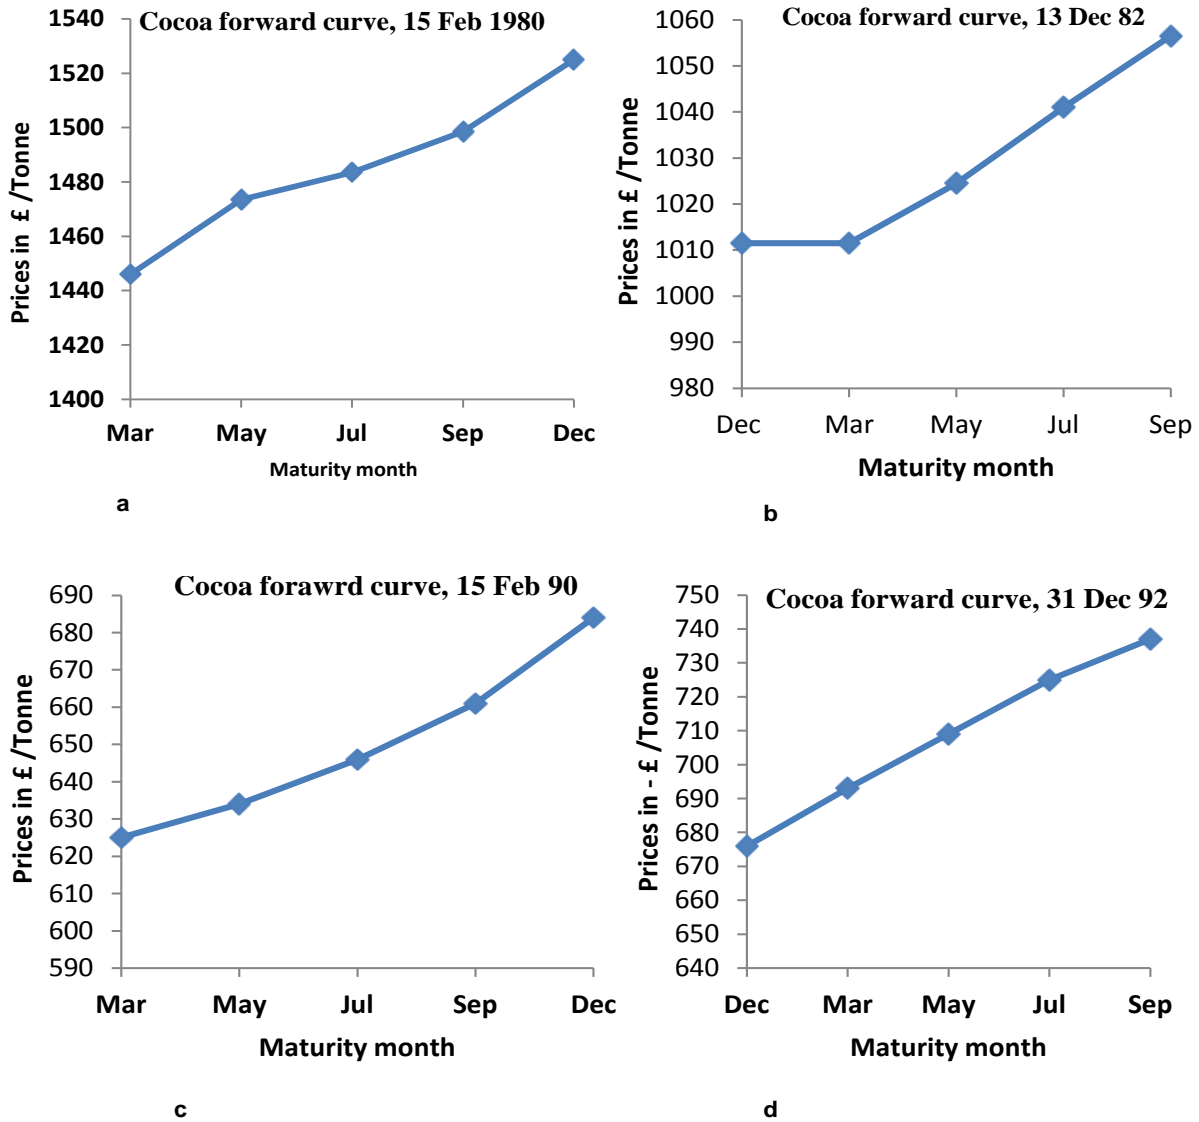 Cocoa forward curve, 15 Feb 1980
Prices in £ /Tonne
1540
1520
1500
1480
1460
1440
1420
1400
Mar May Jul Sep Dec
Maturity month
a
Cocoa forward curve, 13 Dec 82
Prices in £ /Tonne
1060
1050
1040
1030
1020
1010
1000
990
980
Dec Mar May Jul Sep
Maturity month
b
Cocoa forawrd curve, 15 Feb 90
Prices in £ /Tonne
690
680
670
660
650
640
630
620
610
600
590
Mar May Jul Sep Dec
Maturity month
c
Cocoa forward curve, 31 Dec 92
Prices in - £ /Tonne
750
740
730
720
710
700
690
680
670
660
650
640
Dec Mar May Jul Sep
Maturity month
d